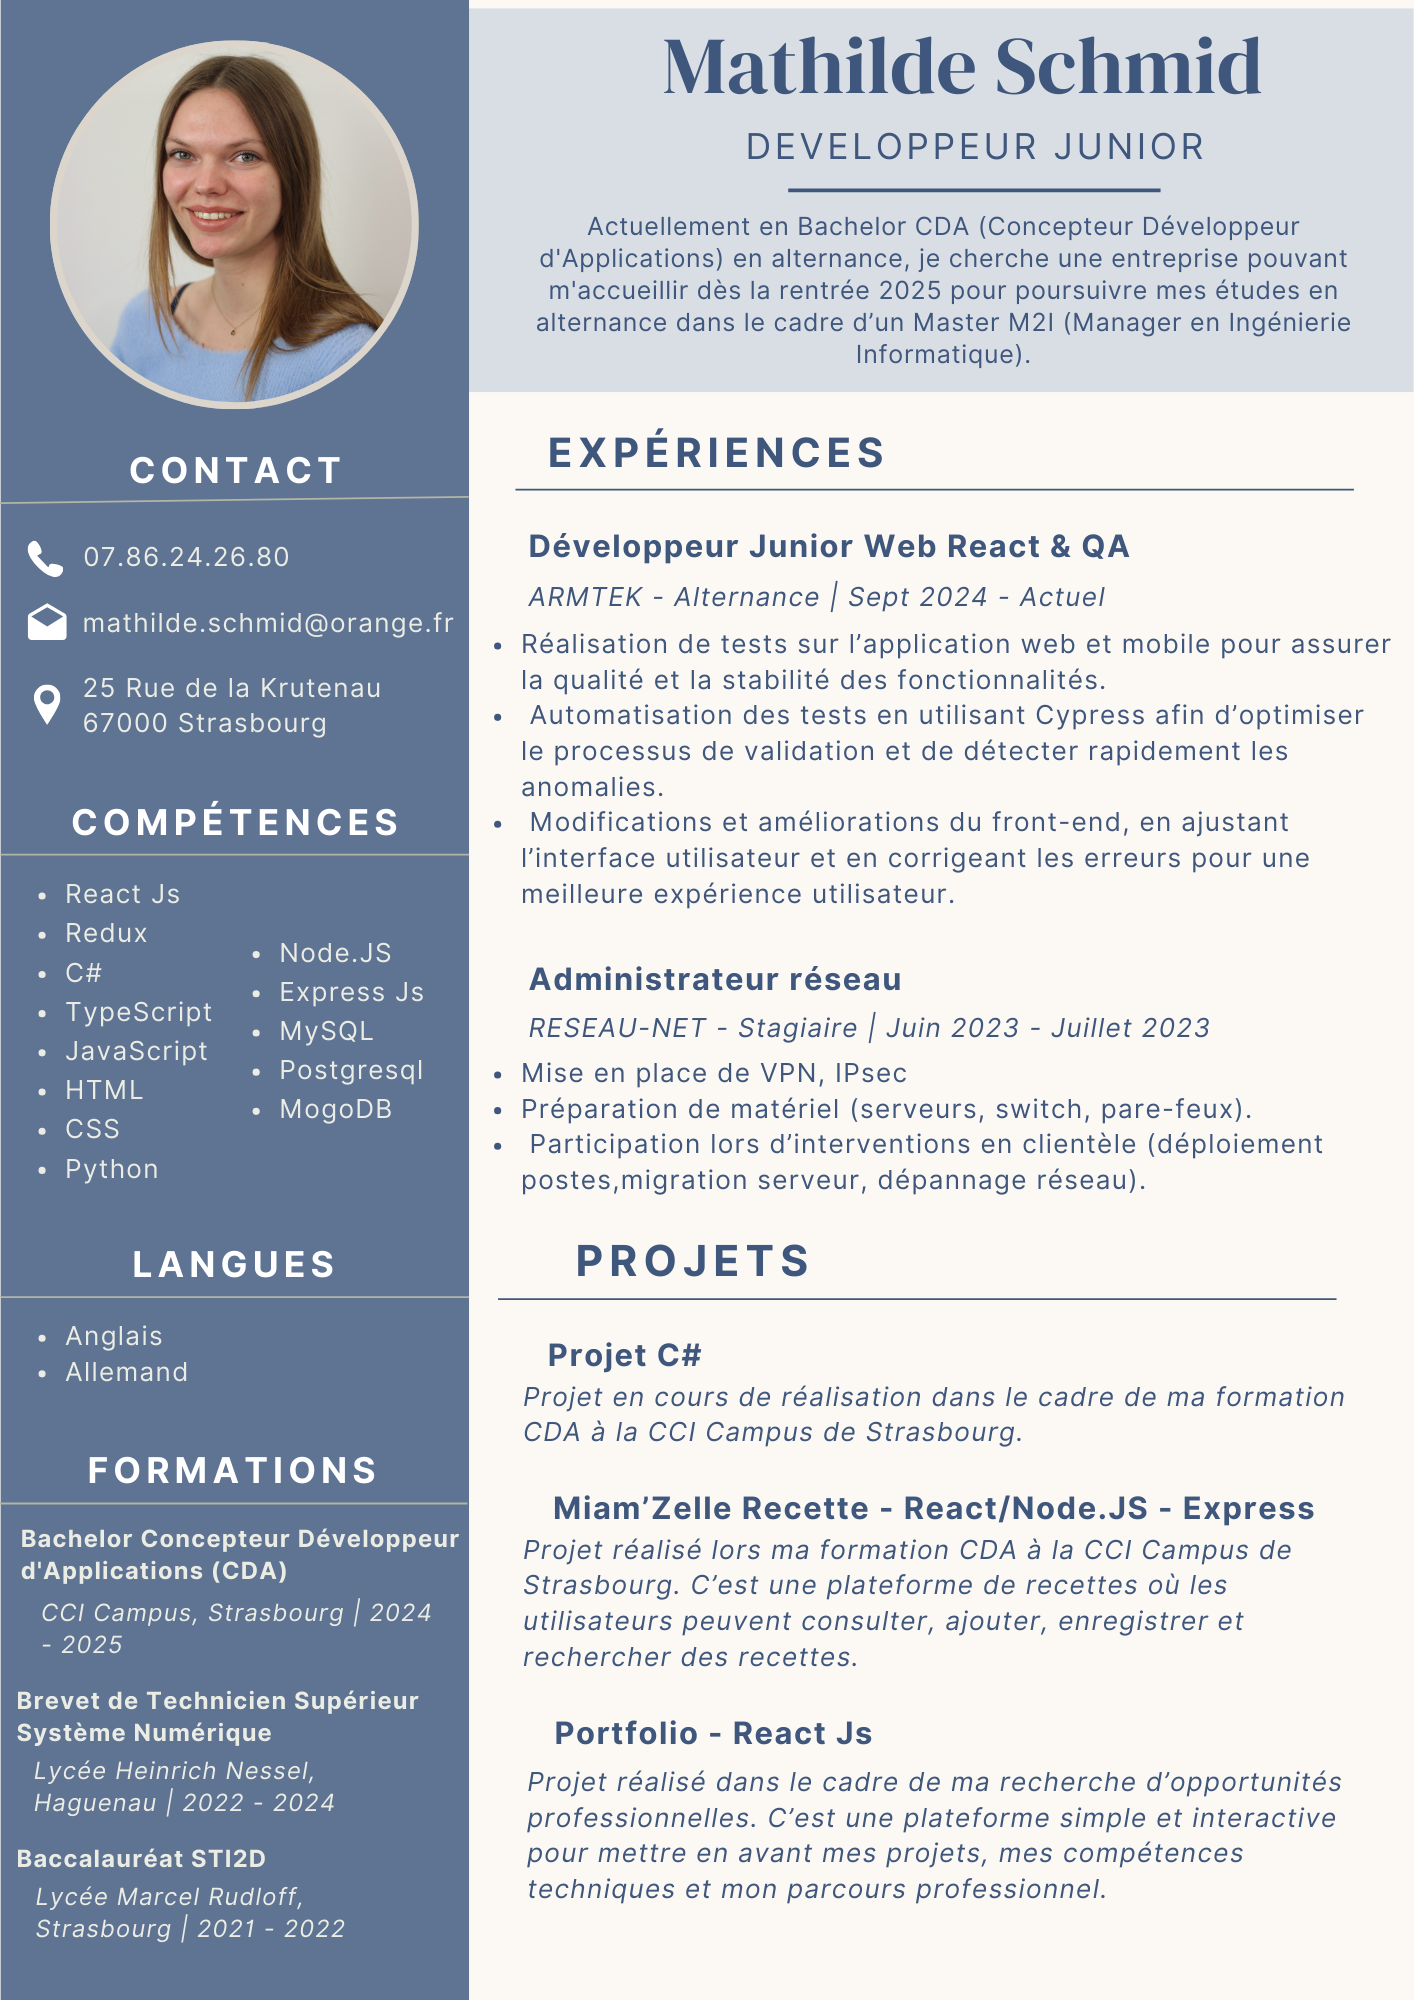 Mathilde Schmid
DEVELOPPEUR JUNIOR
Actuellement en Bachelor CDA (Concepteur Développeur
d'Applications) en alternance, je cherche une entreprise pouvant
m'accueillir dès la rentrée 2025 pour poursuivre mes études en
alternance dans le cadre d’un Master M2I (Manager en Ingénierie
Informatique).
CONTACT
07.86.24.26.80
mathilde.schmid@orange.fr
25 Rue de la Krutenau
67000 Strasbourg
COMPÉTENCES
• React Js
• Redux
• C#
• TypeScript
• JavaScript
• HTML
• CSS
• Python
• Node.JS
• Express Js
• MySQL
• Postgresql
• MogoDB
LANGUES
• Anglais
• Allemand
FORMATIONS
Bachelor Concepteur Développeur
d'Applications (CDA)
CCI Campus, Strasbourg | 2024
- 2025
Brevet de Technicien Supérieur
Système Numérique
Lycée Heinrich Nessel,
Haguenau | 2022 - 2024
Baccalauréat STI2D
Lycée Marcel Rudloff,
Strasbourg | 2021 - 2022
EXPÉRIENCES
Développeur Junior Web React & QA
ARMTEK - Alternance | Sept 2024 - Actuel
• Réalisation de tests sur l’application web et mobile pour assurer
la qualité et la stabilité des fonctionnalités.
• Automatisation des tests en utilisant Cypress afin d’optimiser
le processus de validation et de détecter rapidement les
anomalies.
• Modifications et améliorations du front-end, en ajustant
l’interface utilisateur et en corrigeant les erreurs pour une
meilleure expérience utilisateur.
Administrateur réseau
RESEAU-NET - Stagiaire | Juin 2023 - Juillet 2023
• Mise en place de VPN, IPsec
• Préparation de matériel (serveurs, switch, pare-feux).
• Participation lors d’interventions en clientèle (déploiement
postes,migration serveur, dépannage réseau).
PROJETS
Projet C#
Projet en cours de réalisation dans le cadre de ma formation
CDA à la CCI Campus de Strasbourg.
Miam’Zelle Recette - React/Node.JS - Express
Projet réalisé lors ma formation CDA à la CCI Campus de
Strasbourg. C’est une plateforme de recettes où les
utilisateurs peuvent consulter, ajouter, enregistrer et
rechercher des recettes.
Portfolio - React Js
Projet réalisé dans le cadre de ma recherche d’opportunités
professionnelles. C’est une plateforme simple et interactive
pour mettre en avant mes projets, mes compétences
techniques et mon parcours professionnel.